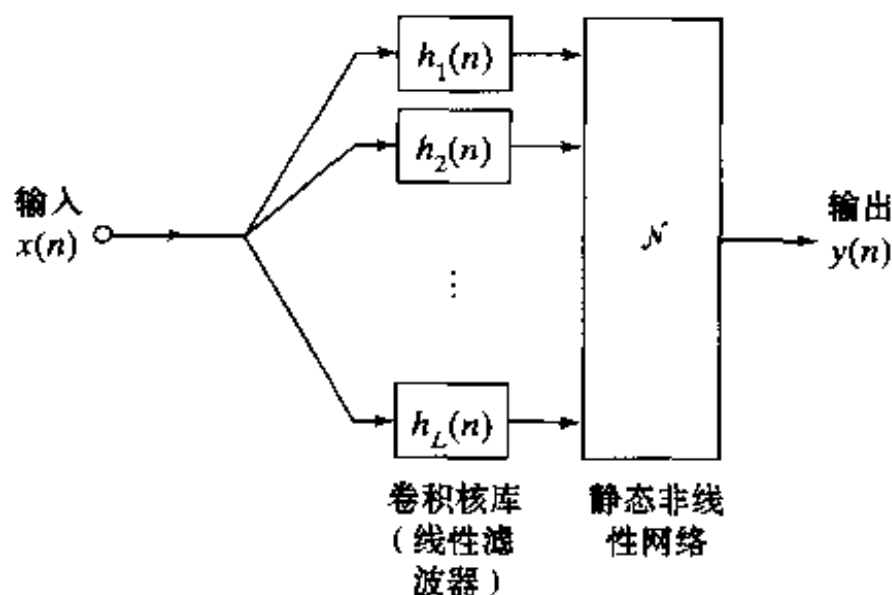 h₁(n)
h₂(n)
输入
x(n)
𝒩
输出
y(n)
⋮
h_L(n)
卷积核库
(线性滤
波器)
静态非线
性网络